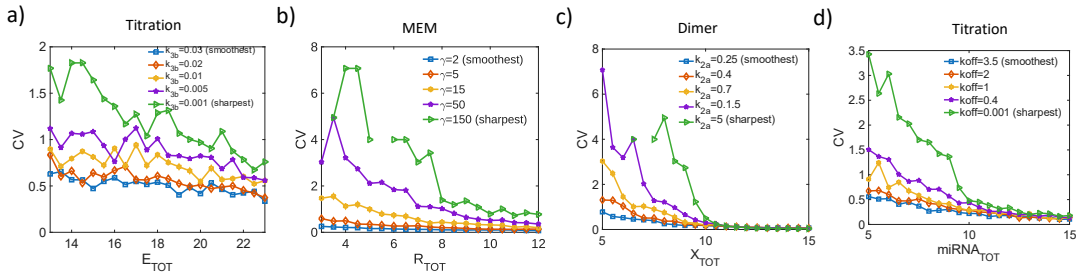 a)
Titration
k3b=0.03 (smoothest)
k3b=0.02
k3b=0.01
k3b=0.005
k3b=0.001 (sharpest)
2
1.5
1
0.5
0
CV
14
16
18
20
22
ETOT
b)
MEM
γ=2 (smoothest)
γ=5
γ=15
γ=50
γ=150 (sharpest)
8
6
4
2
0
CV
4
6
8
10
12
RTOT
c)
Dimer
k2a=0.25 (smoothest)
k2a=0.4
k2a=0.7
k2a=0.1.5
k2a=5 (sharpest)
8
6
4
2
0
CV
5
10
15
XTOT
d)
Titration
koff=3.5 (smoothest)
koff=2
koff=1
koff=0.4
koff=0.001 (sharpest)
3.5
3
2.5
2
1.5
1
0.5
0
CV
5
10
15
miRNATOT